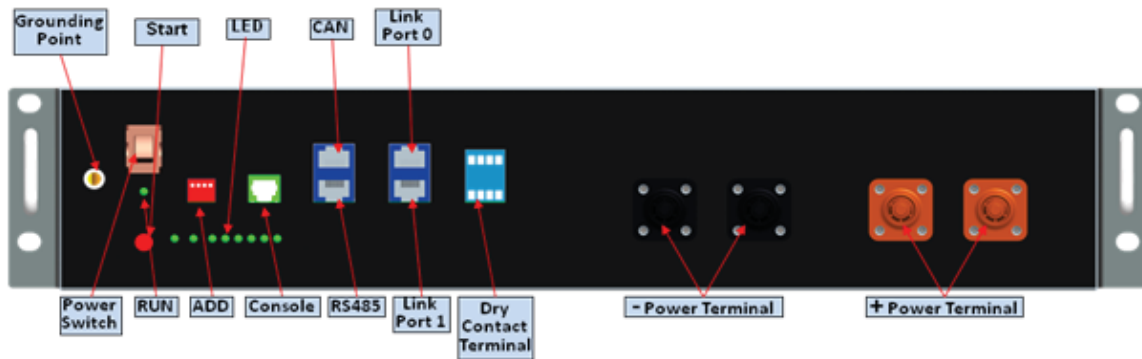 Grounding
Point
Start
LED
CAN
Link
Port 0
Power
Switch
RUN
ADD
Console
RS485
Link
Port 1
Dry
Contact
Terminal
- Power Terminal
+ Power Terminal